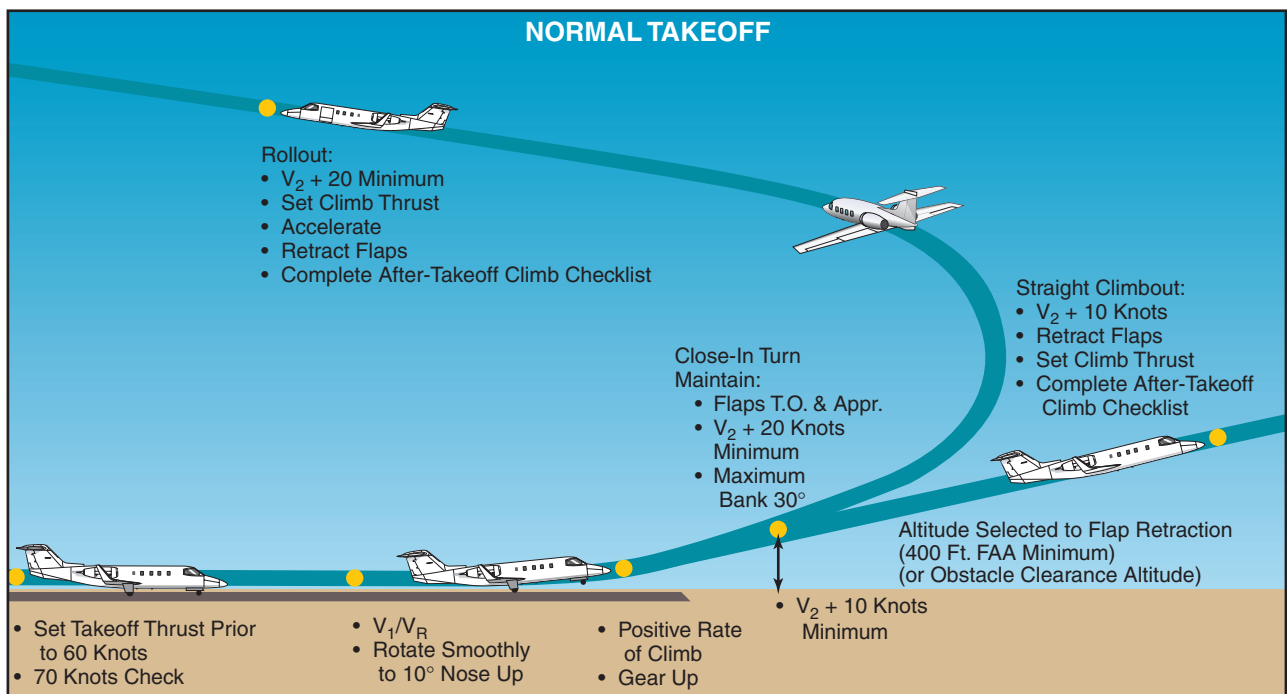 NORMAL TAKEOFF
Rollout:
• V₂ + 20 Minimum
• Set Climb Thrust
• Accelerate
• Retract Flaps
• Complete After-Takeoff Climb Checklist
Straight Climbout:
• V₂ + 10 Knots
• Retract Flaps
• Set Climb Thrust
• Complete After-Takeoff
Climb Checklist
Close-In Turn
Maintain:
• Flaps T.O. & Appr.
• V₂ + 20 Knots
Minimum
• Maximum
Bank 30°
Altitude Selected to Flap Retraction
(400 Ft. FAA Minimum)
(or Obstacle Clearance Altitude)
• Set Takeoff Thrust Prior
to 60 Knots
• 70 Knots Check
• V₁/V_R
• Rotate Smoothly
to 10° Nose Up
• Positive Rate
of Climb
• Gear Up
• V₂ + 10 Knots
Minimum